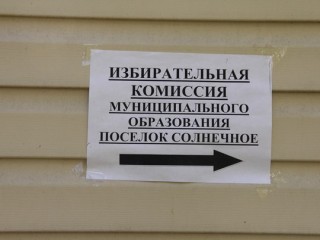 ИЗБИРАТЕЛЬНАЯ
КОМИССИЯ
МУНИЦИПАЛЬНОГО
ОБРАЗОВАНИЯ
ПОСЕЛОК СОЛНЕЧНОЕ